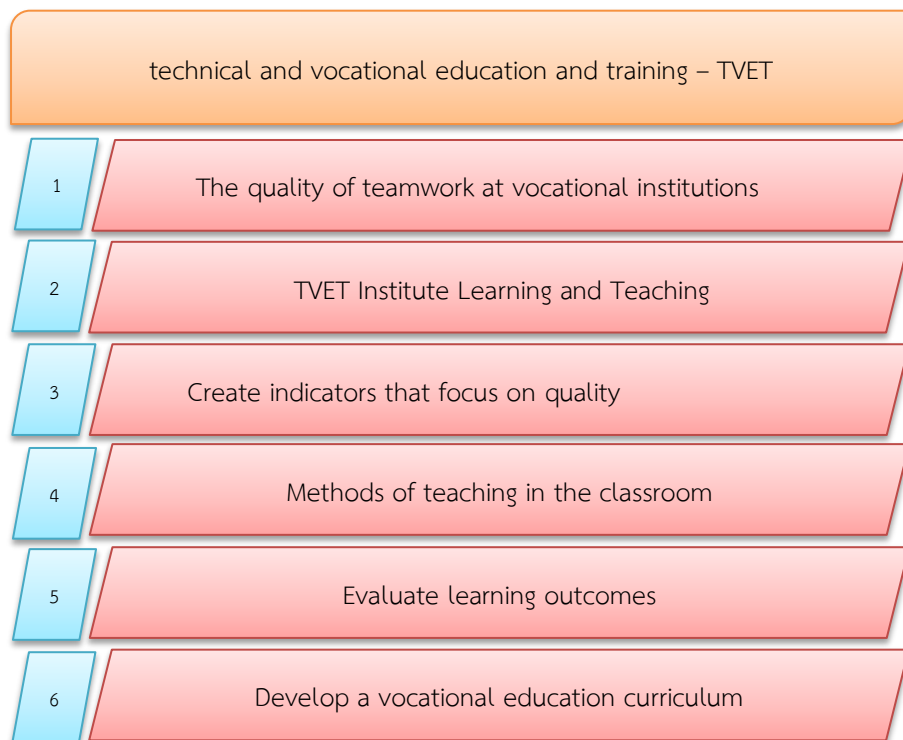 technical and vocational education and training – TVET
1
The quality of teamwork at vocational institutions
2
TVET Institute Learning and Teaching
3
Create indicators that focus on quality
4
Methods of teaching in the classroom
5
Evaluate learning outcomes
6
Develop a vocational education curriculum